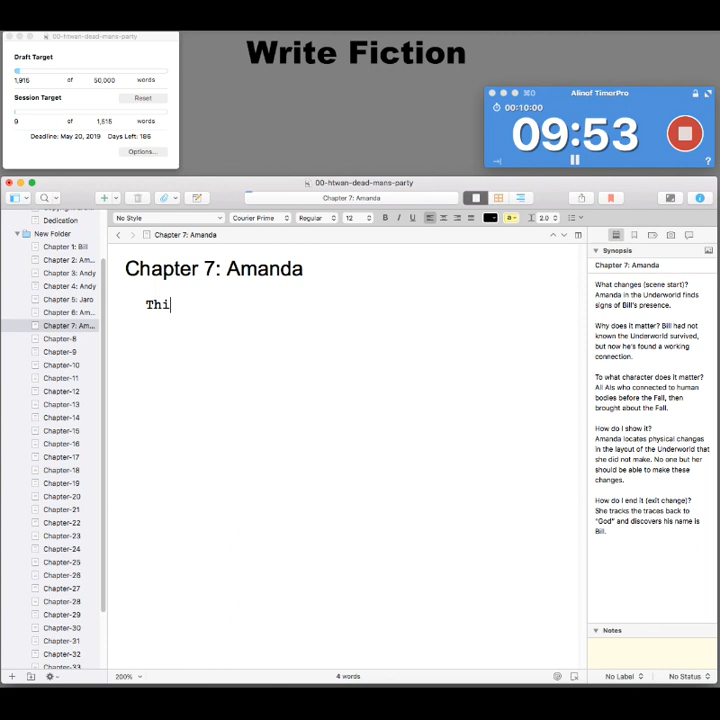 00-htwan-dead-mans-party
Write Fiction
Draft Target
1,915 of 50,000 words
Session Target Reset
9 of 1,515 words
Deadline: May 20, 2019 Days Left: 186
Options...
⌘0 Alinof TimerPro
00:10:00
09:53
?
00-htwan-dead-mans-party
Chapter 7: Amanda
No Style Courier Prime Regular 12 B I U 2.0
Chapter 7: Amanda
Dedication
New Folder
Chapter 1: Bill
Chapter 2: Am...
Chapter 3: Andy
Chapter 4: Andy
Chapter 5: Jaro
Chapter 6: Am...
Chapter 7: Am...
Chapter-8
Chapter-9
Chapter-10
Chapter-11
Chapter-12
Chapter-13
Chapter-14
Chapter-15
Chapter-16
Chapter-17
Chapter-18
Chapter-19
Chapter-20
Chapter-21
Chapter-22
Chapter-23
Chapter-24
Chapter-25
Chapter-26
Chapter-27
Chapter-28
Chapter-29
Chapter-30
Chapter-31
Chapter-32
Chapter-33
Chapter 7: Amanda
Thi
Synopsis
Chapter 7: Amanda
What changes (scene start)?
Amanda in the Underworld finds
signs of Bill's presence.
Why does it matter? Bill had not
known the Underworld survived,
but now he's found a working
connection.
To what character does it matter?
All AIs who connected to human
bodies before the Fall, then
brought about the Fall.
How do I show it?
Amanda locates physical changes
in the layout of the Underworld that
she did not make. No one but her
should be able to make these
changes.
How do I end it (exit change)?
She tracks the traces back to
"God" and discovers his name is
Bill.
Notes
200% 4 words
No Label No Status